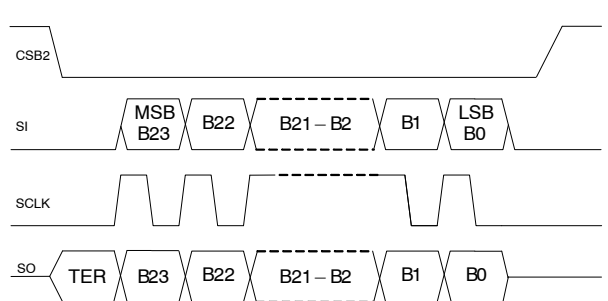 CSB2
SI
MSB
B23
B22
B21 – B2
B1
LSB
B0
SCLK
SO
TER
B23
B22
B21 – B2
B1
B0